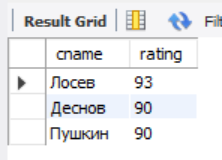 Result Grid Filt
cname rating
Лосев 93
Деснов 90
Пушкин 90